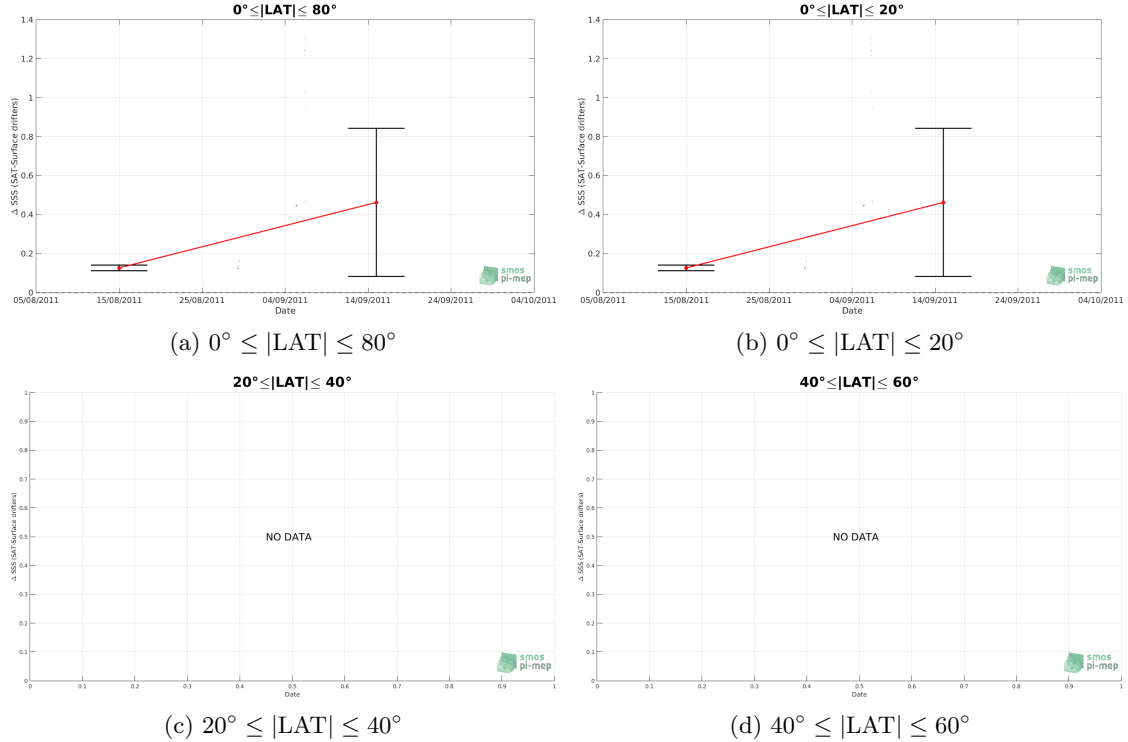 0°≤|LAT|≤ 80°
1.4
1.2
1
0.8
0.6
0.4
0.2
0
Δ SSS (SAT-Surface drifters)
05/08/2011 15/08/2011 25/08/2011 04/09/2011 14/09/2011 24/09/2011 04/10/2011
Date
smos
pi-mep
(a) 0° ≤ |LAT| ≤ 80°
0°≤|LAT|≤ 20°
1.4
1.2
1
0.8
0.6
0.4
0.2
0
Δ SSS (SAT-Surface drifters)
05/08/2011 15/08/2011 25/08/2011 04/09/2011 14/09/2011 24/09/2011 04/10/2011
Date
smos
pi-mep
(b) 0° ≤ |LAT| ≤ 20°
20°≤|LAT|≤ 40°
1
0.9
0.8
0.7
0.6
0.5
0.4
0.3
0.2
0.1
0
Δ SSS (SAT-Surface drifters)
NO DATA
0 0.1 0.2 0.3 0.4 0.5 0.6 0.7 0.8 0.9 1
Date
smos
pi-mep
(c) 20° ≤ |LAT| ≤ 40°
40°≤|LAT|≤ 60°
1
0.9
0.8
0.7
0.6
0.5
0.4
0.3
0.2
0.1
0
Δ SSS (SAT-Surface drifters)
NO DATA
0 0.1 0.2 0.3 0.4 0.5 0.6 0.7 0.8 0.9 1
Date
smos
pi-mep
(d) 40° ≤ |LAT| ≤ 60°